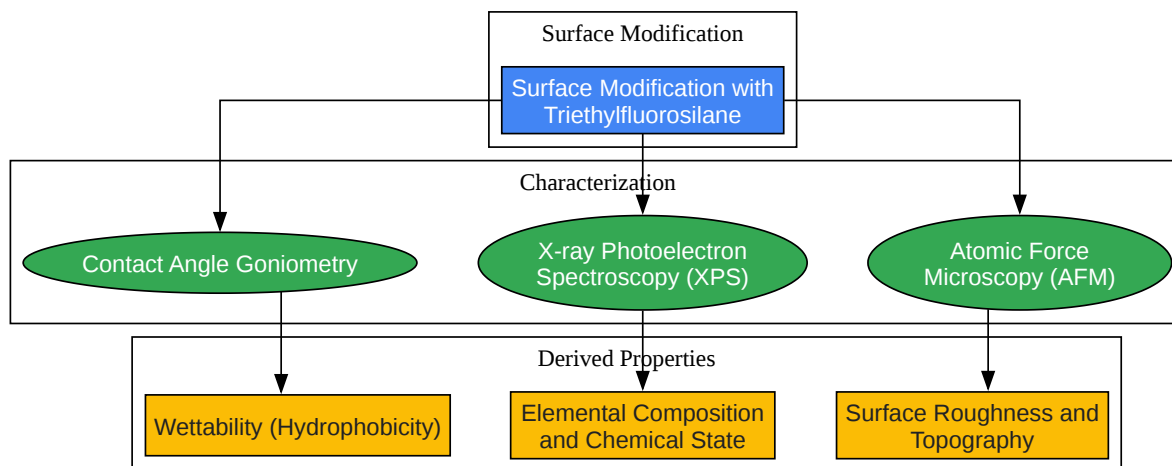 Surface Modification
Surface Modification with
Triethylfluorosilane
Characterization
Contact Angle Goniometry
X-ray Photoelectron
Spectroscopy (XPS)
Atomic Force
Microscopy (AFM)
Derived Properties
Wettability (Hydrophobicity)
Elemental Composition
and Chemical State
Surface Roughness and
Topography